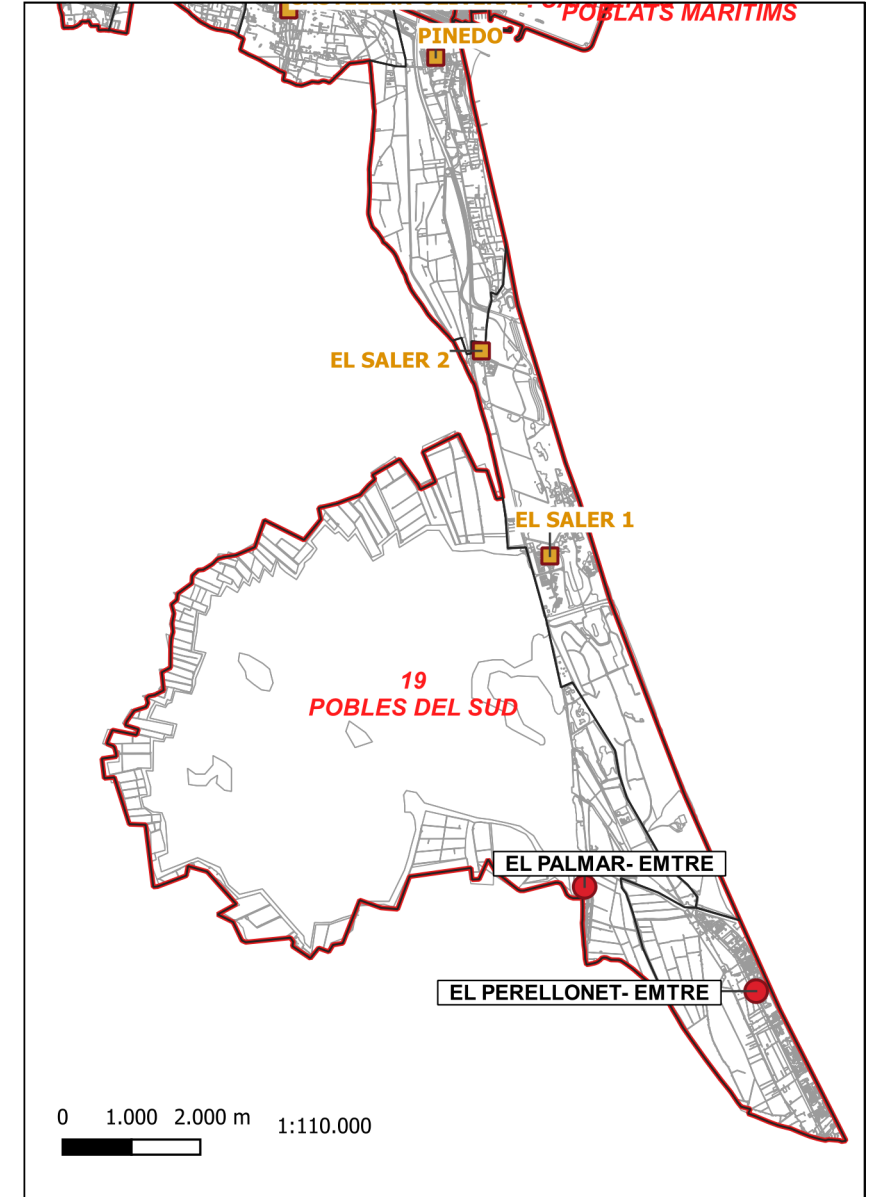 POBLATS MARITIMS
PINEDO
EL SALER 2
EL SALER 1
19
POBLES DEL SUD
EL PALMAR- EMTRE
EL PERELLONET- EMTRE
0 1.000 2.000 m 1:110.000